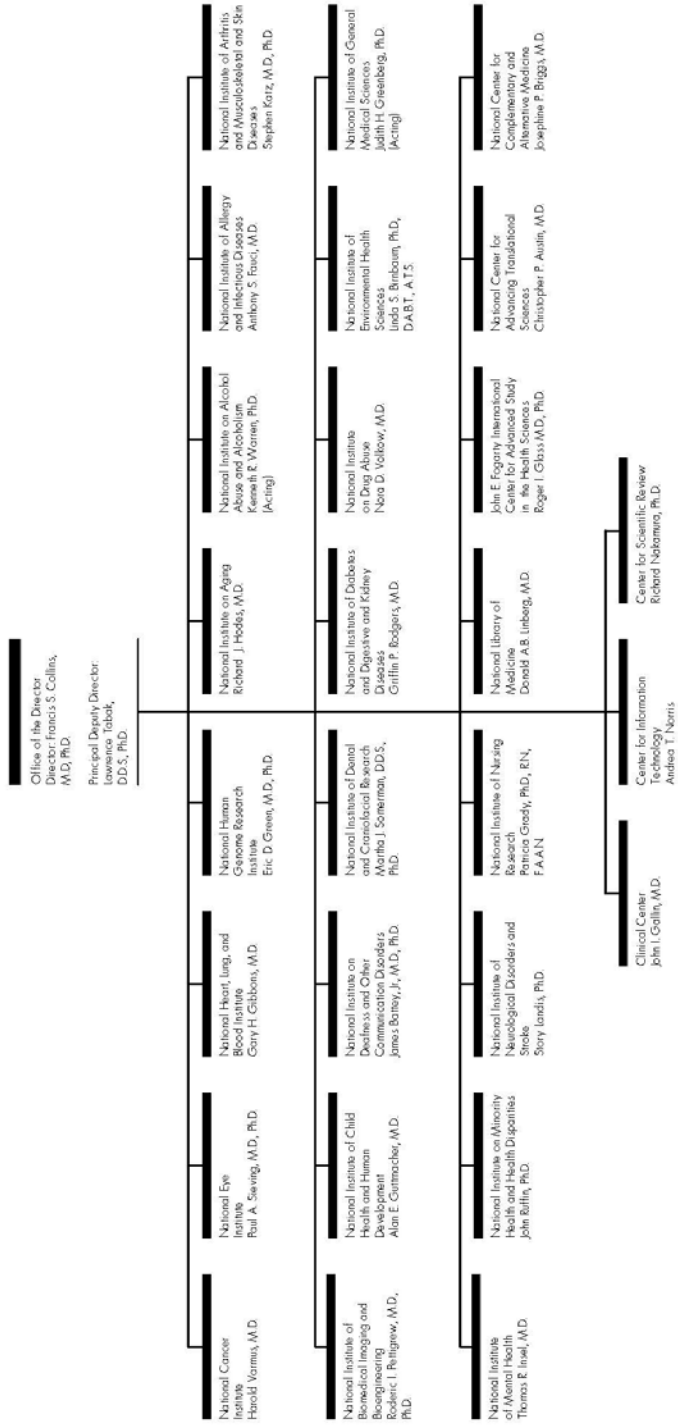 Office of the Director
Director: Francis S. Collins,
M.D, Ph.D.
Principal Deputy Director:
Lawrence Tabak,
D.D.S, Ph.D.
National Cancer
Institute
Harold Varmus, M.D.
National Eye
Institute
Paul A. Sieving, M.D, Ph.D.
National Heart, Lung, and
Blood Institute
Gary H. Gibbons, M.D.
National Human
Genome Research
Institute
Eric D. Green, M.D, Ph.D.
National Institute on Aging
Richard J. Hodes, M.D.
National Institute on Alcohol
Abuse and Alcoholism
Kenneth R. Warren, Ph.D.
(Acting)
National Institute of Allergy
and Infectious Diseases
Anthony S. Fauci, M.D.
National Institute of Arthritis
and Musculoskeletal and Skin
Diseases
Stephen Katz, M.D, Ph.D.
National Institute of
Biomedical Imaging and
Bioengineering
Roderic I. Pettigrew, M.D,
Ph.D.
National Institute of Child
Health and Human
Development
Alan E. Guttmacher, M.D.
National Institute on
Deafness and Other
Communication Disorders
James Battey, Jr, M.D, Ph.D.
National Institute of Dental
and Craniofacial Research
Martha J. Somerman, D.D.S.,
Ph.D.
National Institute of Diabetes
and Digestive and Kidney
Diseases
Griffin P. Rodgers, M.D.
National Institute
on Drug Abuse
Nora D. Volkow, M.D.
National Institute of
Environmental Health
Sciences
Linda S. Birnbaum, Ph.D.,
D.A.B.T., A.T.S.
National Institute of General
Medical Sciences
Judith H. Greenberg, Ph.D.
(Acting)
National Institute
of Mental Health
Thomas R. Insel, M.D.
National Institute on Minority
Health and Health Disparities
John Ruffin, Ph.D.
National Institute of
Neurological Disorders and
Stroke
Story Landis, Ph.D.
National Institute of Nursing
Research
Patricia Grady, PhD, R.N,
F.A.A.N.
National Library of
Medicine
Donald A.B. Linberg, M.D.
John E. Fogarty International
Center for Advanced Study
in the Health Sciences
Roger I. Glass M.D, Ph.D.
National Center for
Advancing Translational
Sciences
Christopher P. Austin, M.D.
National Center for
Complementary and
Alternative Medicine
Josephine P. Briggs, M.D.
Clinical Center
John I. Gallin, M.D.
Center for Information
Technology
Andrea T. Norris
Center for Scientific Review
Richard Nakamura, Ph.D.